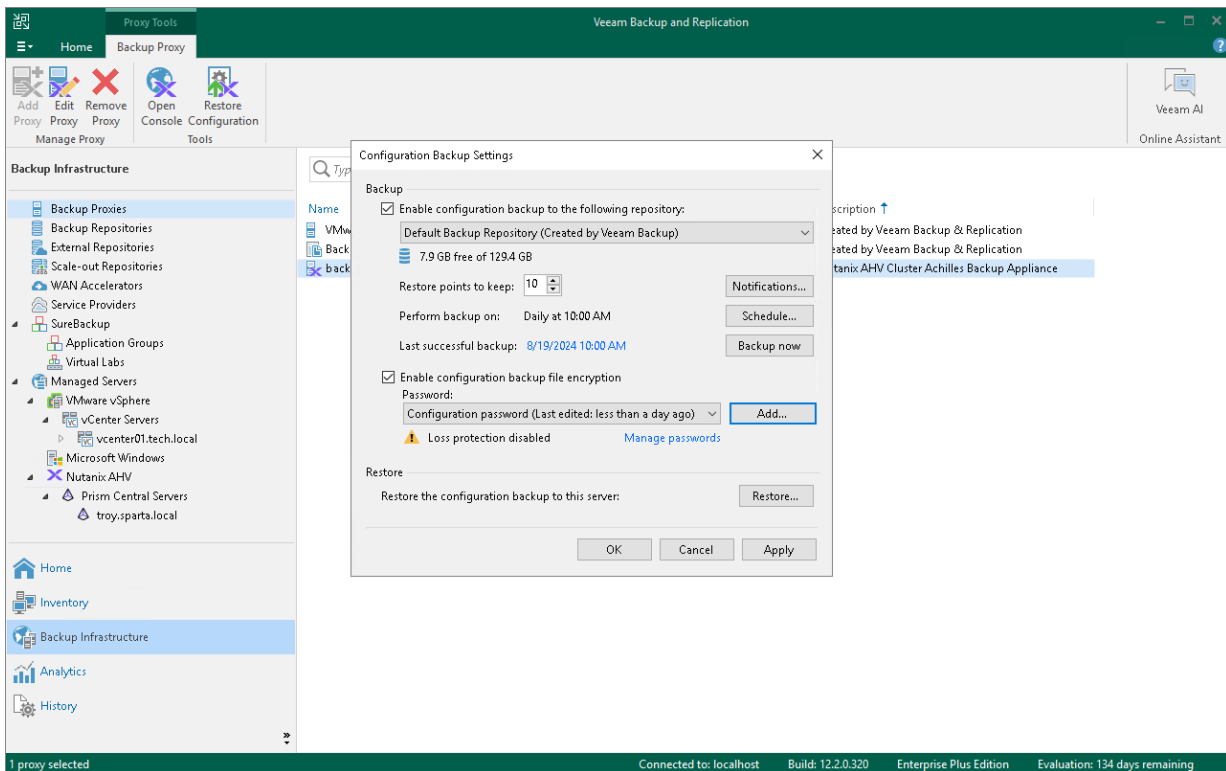 Proxy Tools
Veeam Backup and Replication
Home
Backup Proxy
Add Proxy
Edit Proxy
Remove Proxy
Open Console
Restore Configuration
Manage Proxy
Tools
Veeam AI
Online Assistant
Backup Infrastructure
Backup Proxies
Backup Repositories
External Repositories
Scale-out Repositories
WAN Accelerators
Service Providers
SureBackup
Application Groups
Virtual Labs
Managed Servers
VMware vSphere
vCenter Servers
vcenter01.tech.local
Microsoft Windows
Nutanix AHV
Prism Central Servers
troy.sparta.local
Home
Inventory
Backup Infrastructure
Analytics
History
Name
Back
back
Backup & Replication
Backup & Replication
AHV Cluster Achilles Backup Appliance
Configuration Backup Settings
Backup
Enable configuration backup to the following repository:
Default Backup Repository (Created by Veeam Backup)
7.9 GB free of 129.4 GB
Restore points to keep: 10
Notifications...
Perform backup on: Daily at 10:00 AM
Schedule...
Last successful backup: 8/19/2024 10:00 AM
Backup now
Enable configuration backup file encryption
Password:
Configuration password (Last edited: less than a day ago)
Add...
Loss protection disabled
Manage passwords
Restore
Restore the configuration backup to this server:
Restore...
OK
Cancel
Apply
1 proxy selected
Connected to: localhost
Build: 12.2.0.320
Enterprise Plus Edition
Evaluation: 134 days remaining